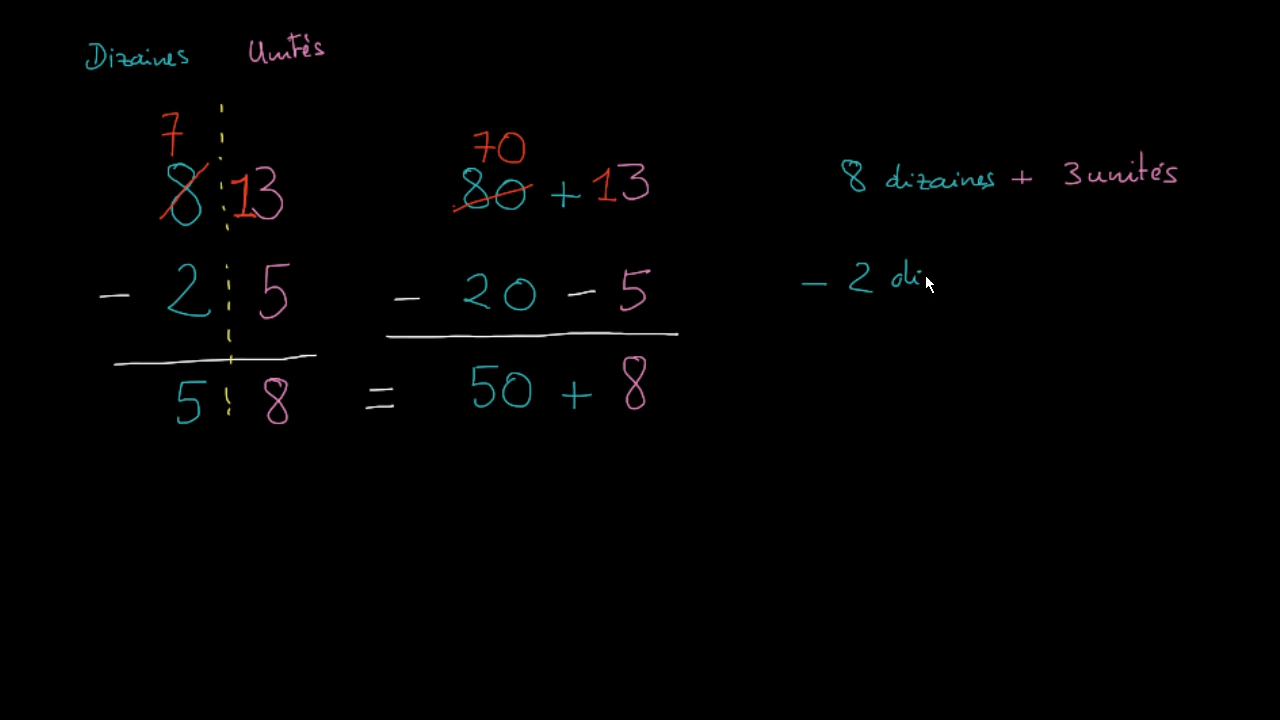 Dizaines Unités
7
8 13
- 2 5
5 8
70
80 + 13
- 20 - 5
= 50 + 8
8 dizaines + 3 unités
- 2 di